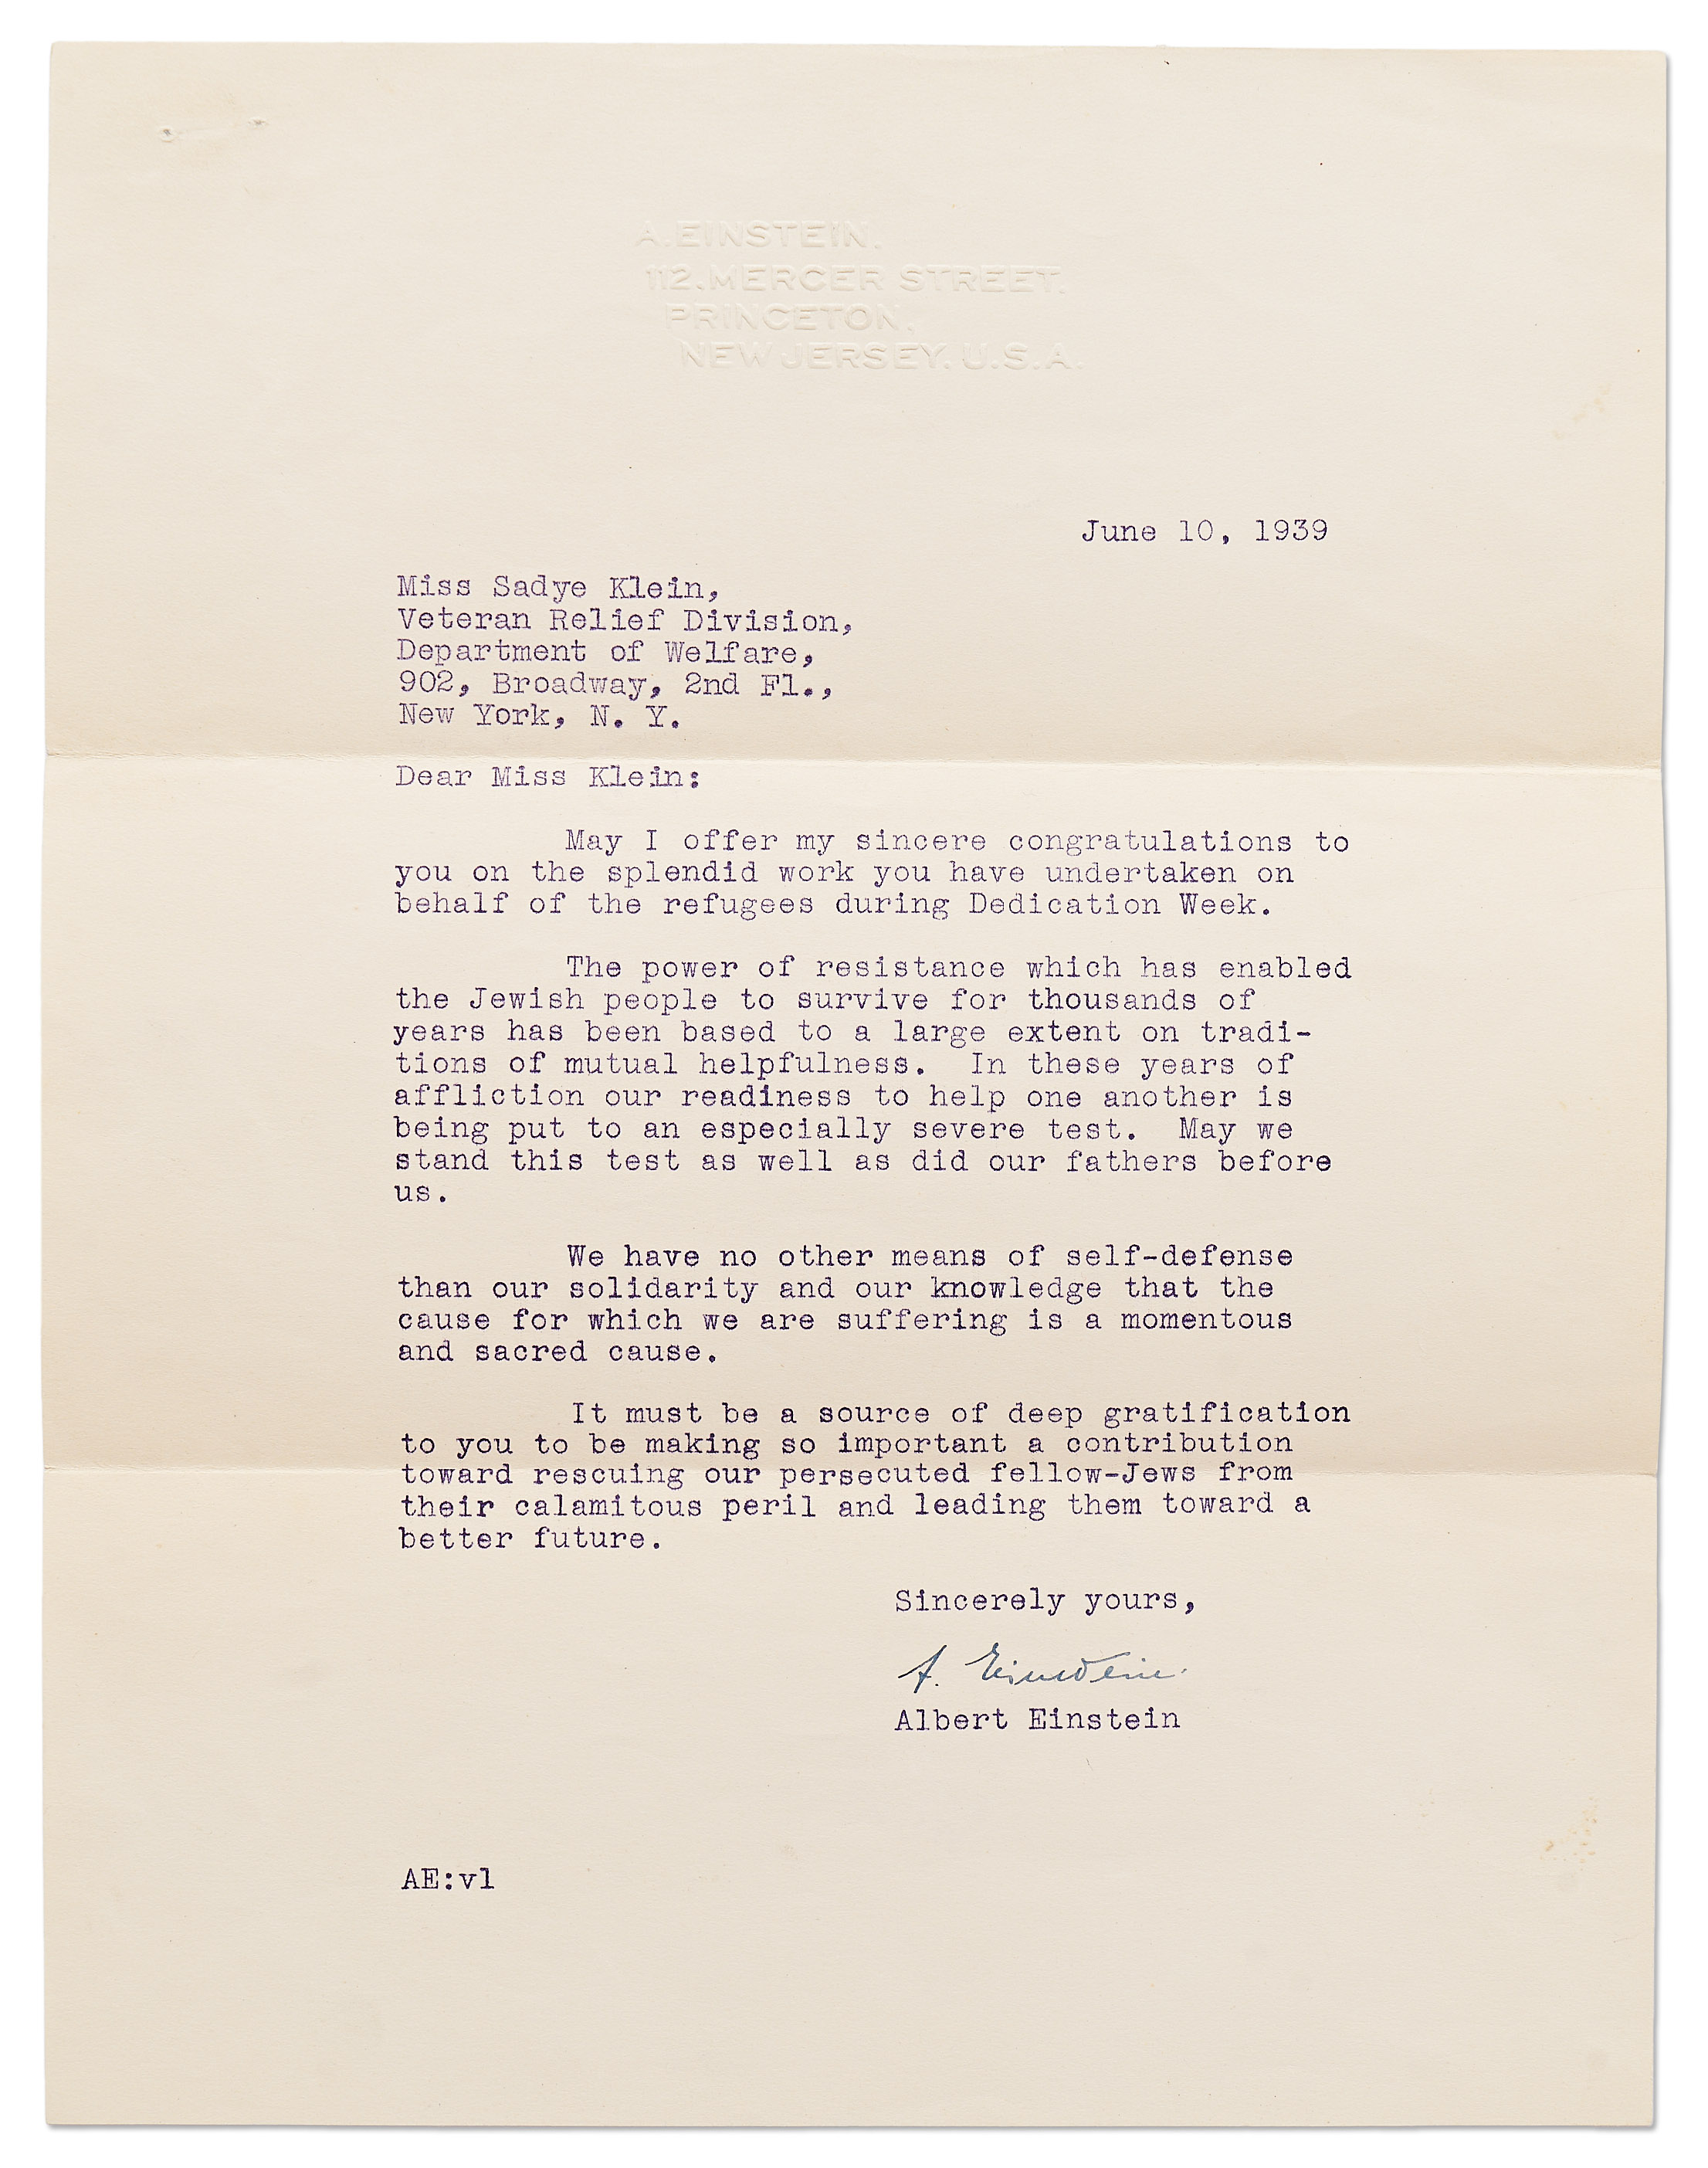 A.EINSTEIN.
112.MERCER STREET.
PRINCETON.
NEW JERSEY. U.S.A.
June 10, 1939
Miss Sadye Klein,
Veteran Relief Division,
Department of Welfare,
902, Broadway, 2nd Fl.,
New York, N. Y.
Dear Miss Klein:
May I offer my sincere congratulations to
you on the splendid work you have undertaken on
behalf of the refugees during Dedication Week.
The power of resistance which has enabled
the Jewish people to survive for thousands of
years has been based to a large extent on tradi-
tions of mutual helpfulness. In these years of
affliction our readiness to help one another is
being put to an especially severe test. May we
stand this test as well as did our fathers before
us.
We have no other means of self-defense
than our solidarity and our knowledge that the
cause for which we are suffering is a momentous
and sacred cause.
It must be a source of deep gratification
to you to be making so important a contribution
toward rescuing our persecuted fellow-Jews from
their calamitous peril and leading them toward a
better future.
Sincerely yours,
A. Einstein.
Albert Einstein
AE:vl